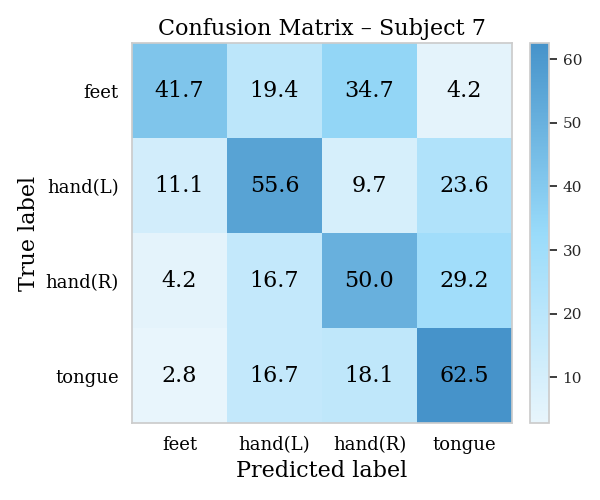 Confusion Matrix – Subject 7
feet 41.7 19.4 34.7 4.2
hand(L) 11.1 55.6 9.7 23.6
hand(R) 4.2 16.7 50.0 29.2
tongue 2.8 16.7 18.1 62.5
feet hand(L) hand(R) tongue
Predicted label
True label
60
50
40
30
20
10